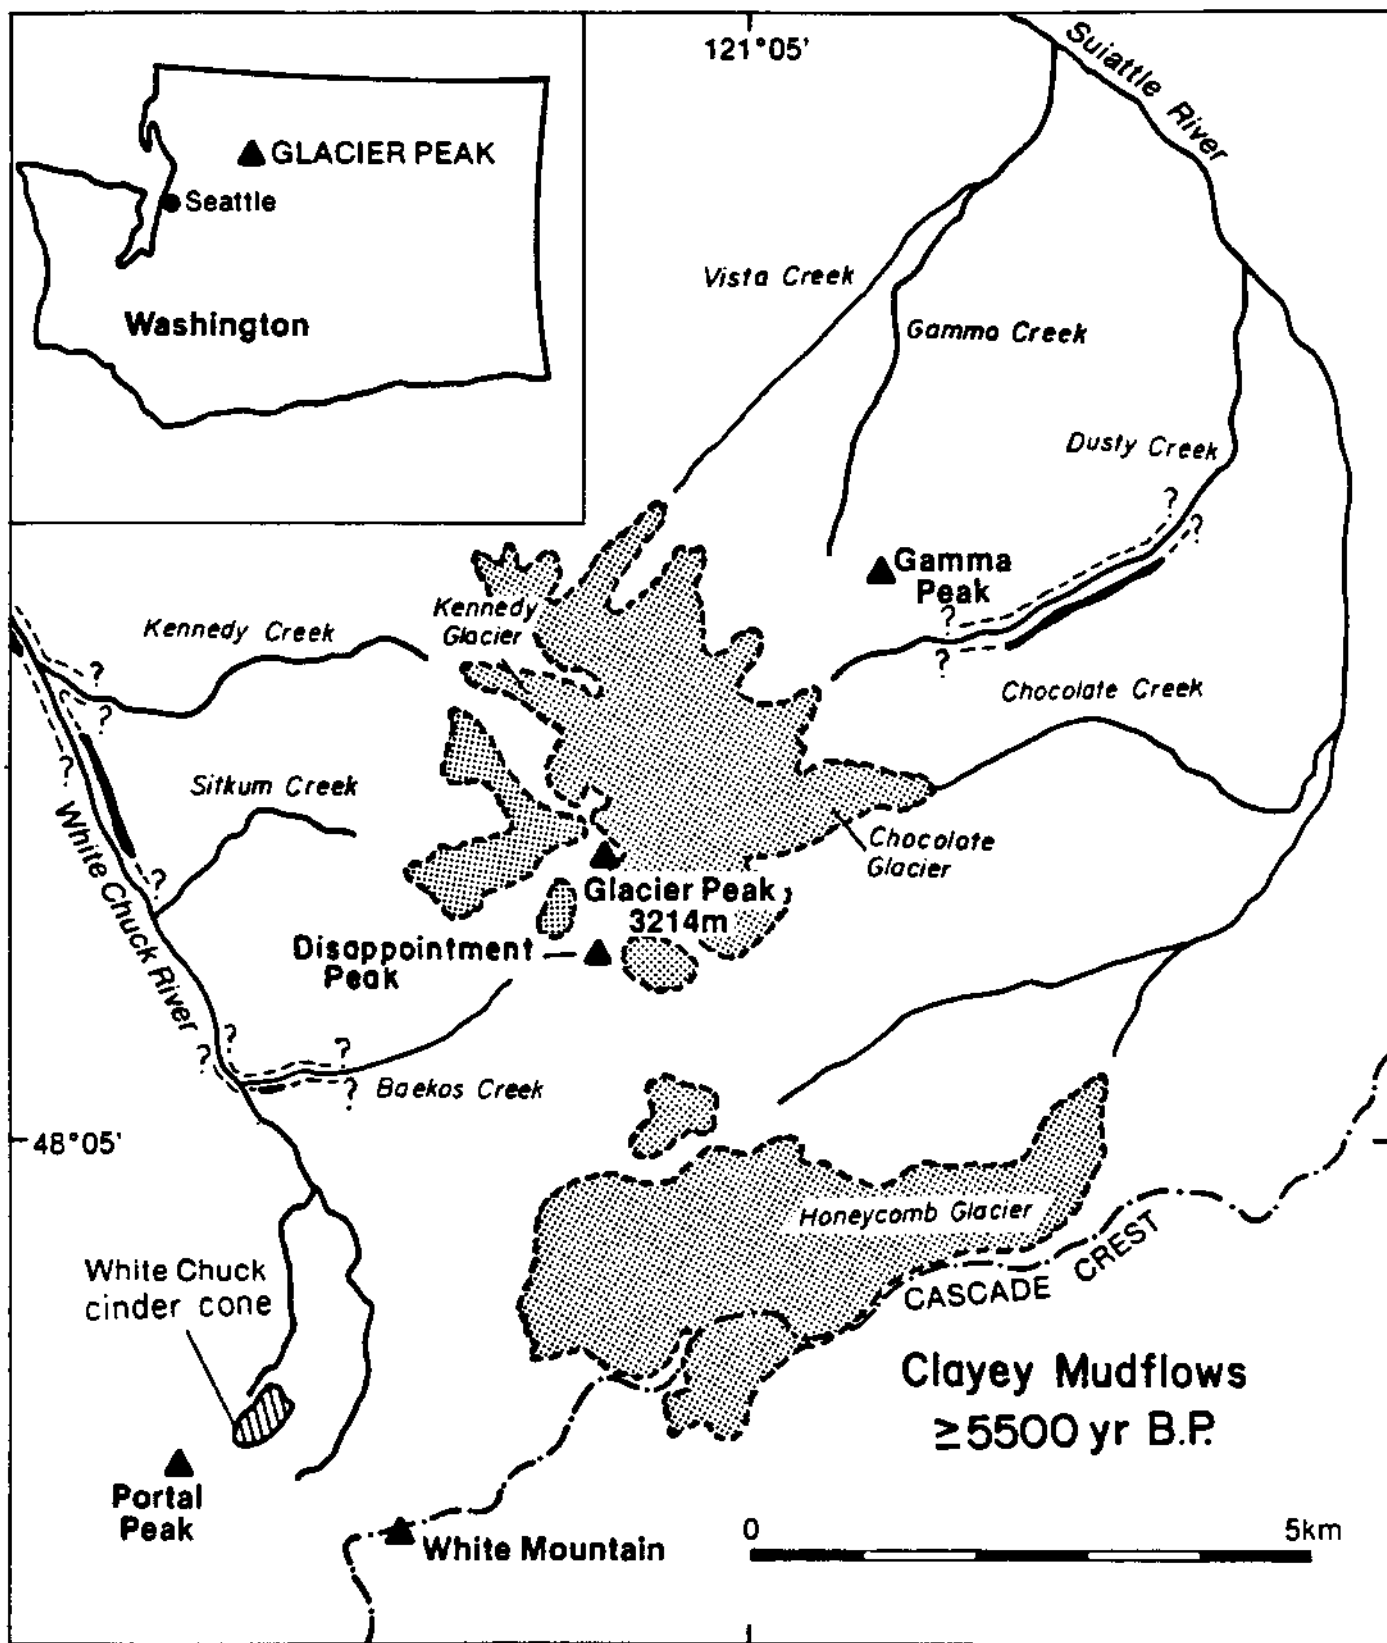 121°05'
Suiattle River
GLACIER PEAK
Seattle
Washington
Vista Creek
Gamma Creek
Dusty Creek
?
?
Gamma
Peak
?
?
Kennedy
Glacier
Kennedy Creek
?
?
?
Chocolate Creek
Sitkum Creek
White Chuck River
Chocolate
Glacier
?
Glacier Peak
3214m
Disappointment
Peak
?
?
?
?
Baekos Creek
48°05'
Honeycomb Glacier
CASCADE CREST
White Chuck
cinder cone
Clayey Mudflows
≥5500 yr B.P.
Portal
Peak
White Mountain
0 5km